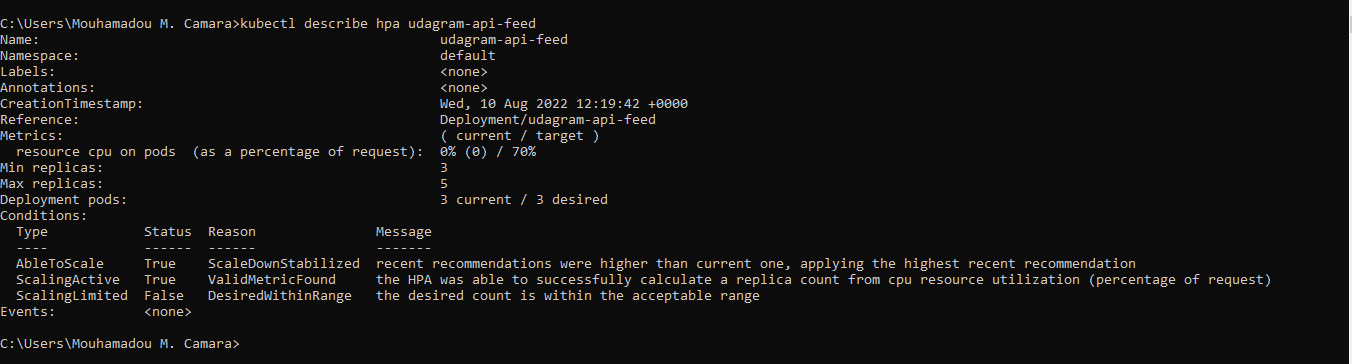 C:\Users\Mouhamadou M. Camara>kubectl describe hpa udagram-api-feed
Name:                                                  udagram-api-feed
Namespace:                                             default
Labels:                                                <none>
Annotations:                                           <none>
CreationTimestamp:                                     Wed, 10 Aug 2022 12:19:42 +0000
Reference:                                             Deployment/udagram-api-feed
Metrics:                                               ( current / target )
  resource cpu on pods  (as a percentage of request):  0% (0) / 70%
Min replicas:                                          3
Max replicas:                                          5
Deployment pods:                                       3 current / 3 desired
Conditions:
  Type            Status  Reason               Message
  ----            ------  ------               -------
  AbleToScale     True    ScaleDownStabilized  recent recommendations were higher than current one, applying the highest recent recommendation
  ScalingActive   True    ValidMetricFound     the HPA was able to successfully calculate a replica count from cpu resource utilization (percentage of request)
  ScalingLimited  False   DesiredWithinRange   the desired count is within the acceptable range
Events:           <none>
C:\Users\Mouhamadou M. Camara>